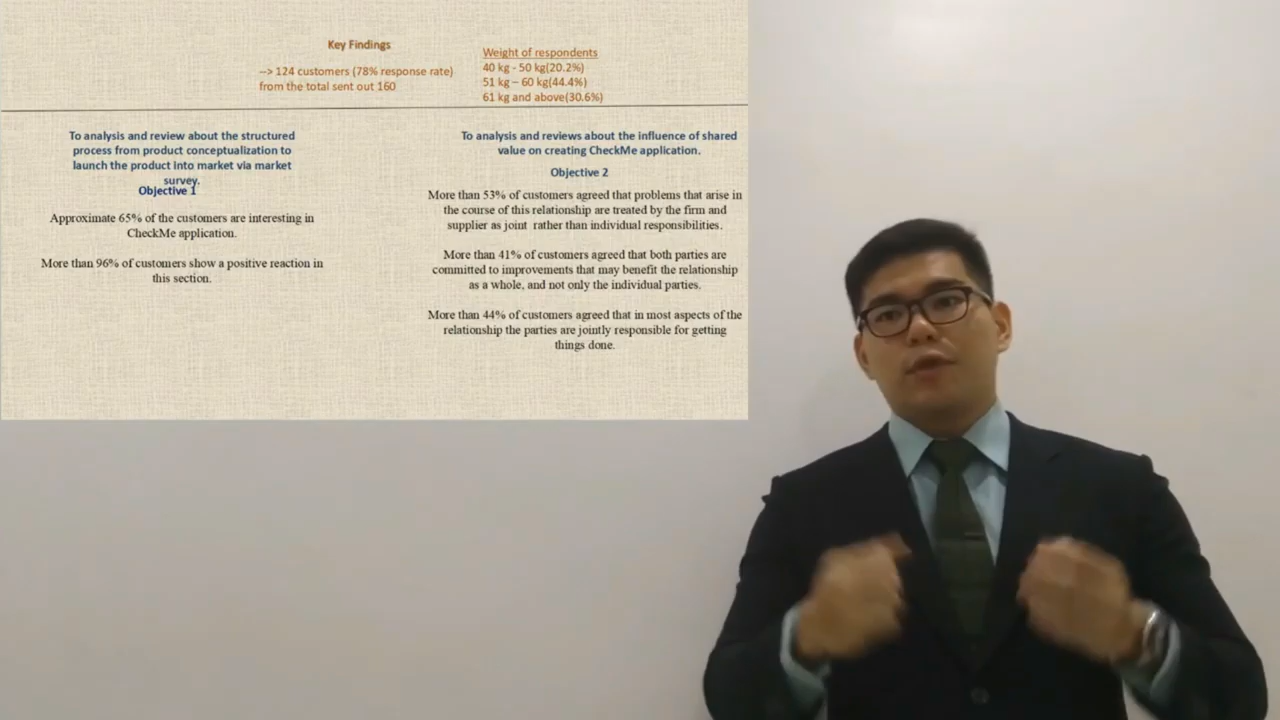 Key Findings
--> 124 customers (78% response rate)
from the total sent out 160
Weight of respondents
40 kg - 50 kg(20.2%)
51 kg – 60 kg(44.4%)
61 kg and above(30.6%)
To analysis and review about the structured
process from product conceptualization to
launch the product into market via market
survey.
Objective 1
Approximate 65% of the customers are interesting in
CheckMe application.
More than 96% of customers show a positive reaction in
this section.
To analysis and reviews about the influence of shared
value on creating CheckMe application.
Objective 2
More than 53% of customers agreed that problems that arise in
the course of this relationship are treated by the firm and
supplier as joint rather than individual responsibilities.
More than 41% of customers agreed that both parties are
committed to improvements that may benefit the relationship
as a whole, and not only the individual parties.
More than 44% of customers agreed that in most aspects of the
relationship the parties are jointly responsible for getting
things done.